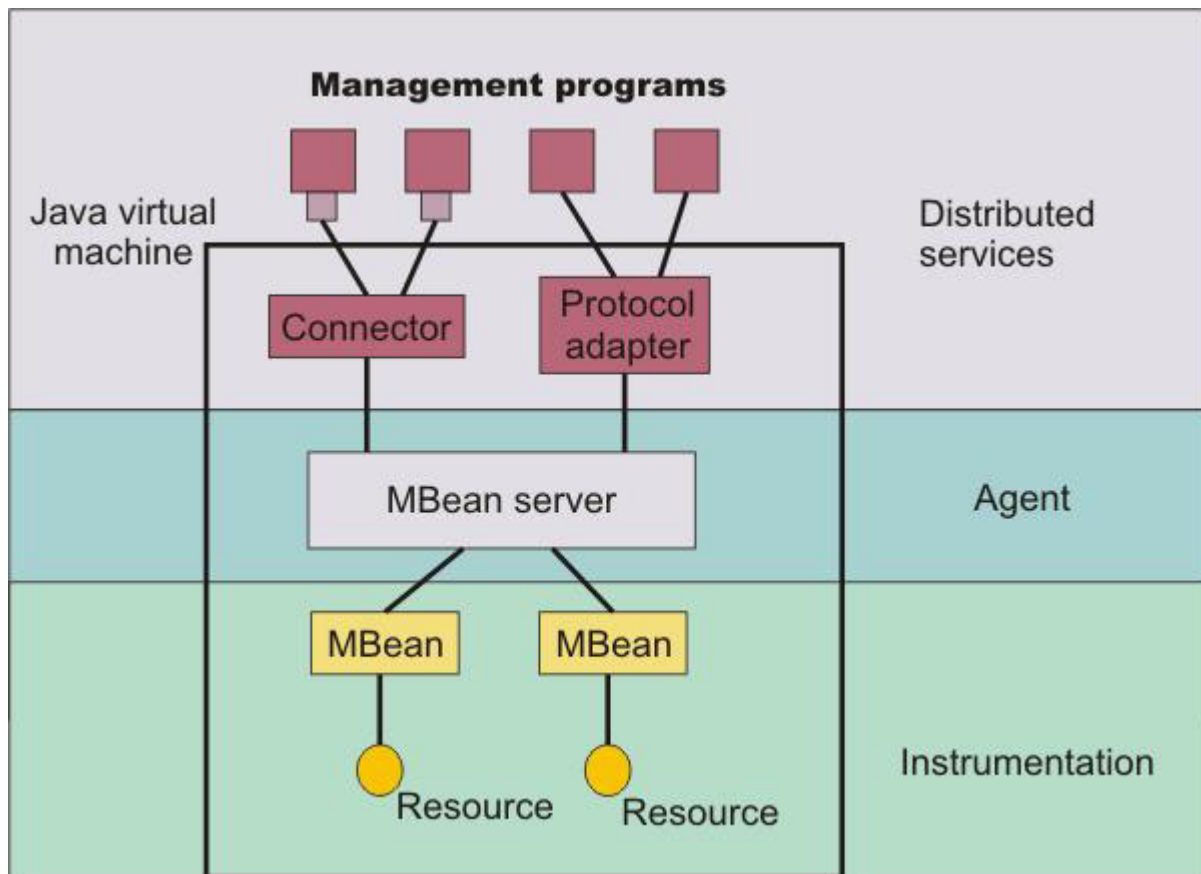 Management programs
Java virtual
machine
Distributed
services
Connector
Protocol
adapter
MBean server
Agent
MBean
MBean
Instrumentation
Resource
Resource